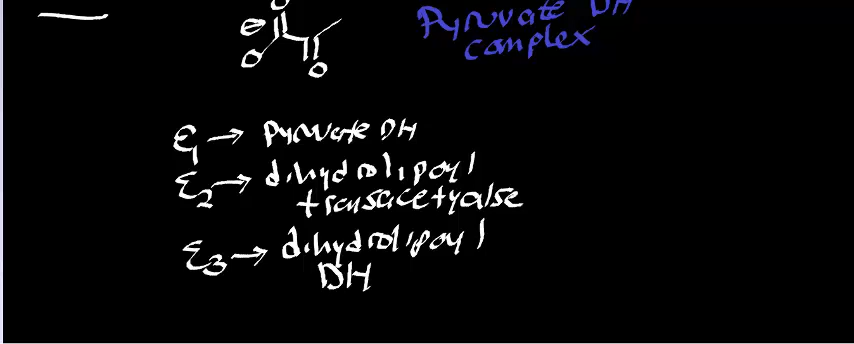 Pyruvate DH
complex
O
⊖
O
O
E1 → Pyruvate DH
E2 → dihydrolipoyl
transacetyalse
E3 → dihydrolipoyl
DH